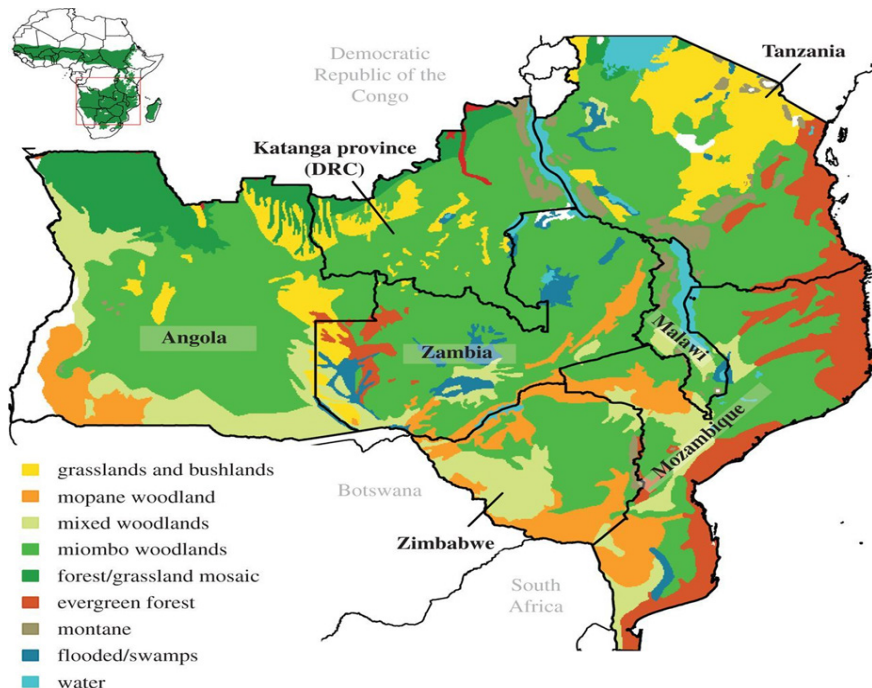 Democratic
Republic of the
Congo
Tanzania
Katanga province
(DRC)
Angola
Zambia
Malawi
Mozambique
Botswana
Zimbabwe
South
Africa
grasslands and bushlands
mopane woodland
mixed woodlands
miombo woodlands
forest/grassland mosaic
evergreen forest
montane
flooded/swamps
water